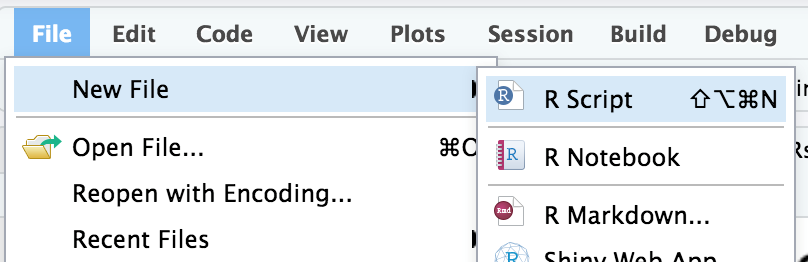 File Edit Code View Plots Session Build Debug
New File
Open File... ⌘O
Reopen with Encoding...
Recent Files
R Script ⇧⌥⌘N
R Notebook
R Markdown...
Shiny Web App